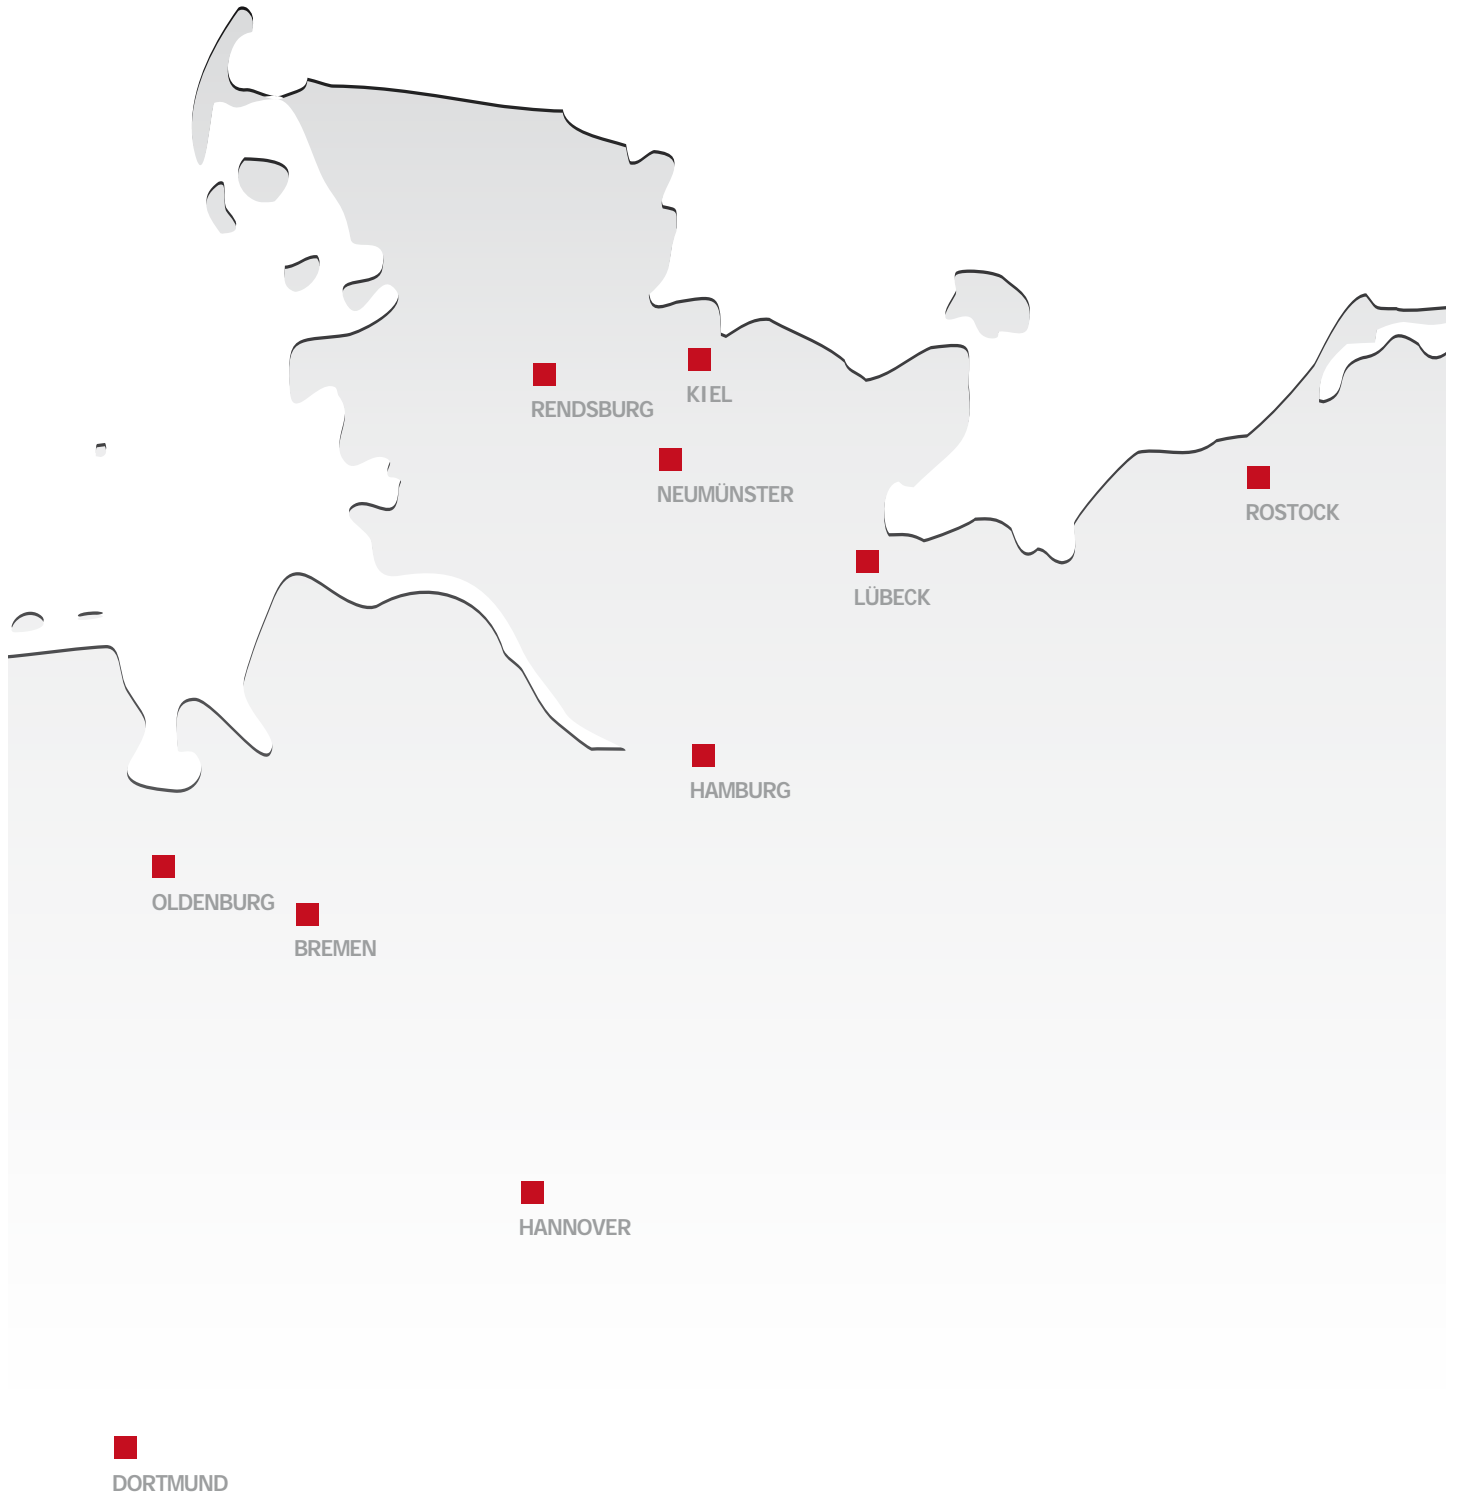 KIEL
RENDSBURG
NEUMÜNSTER
ROSTOCK
LÜBECK
HAMBURG
OLDENBURG
BREMEN
HANNOVER
DORTMUND